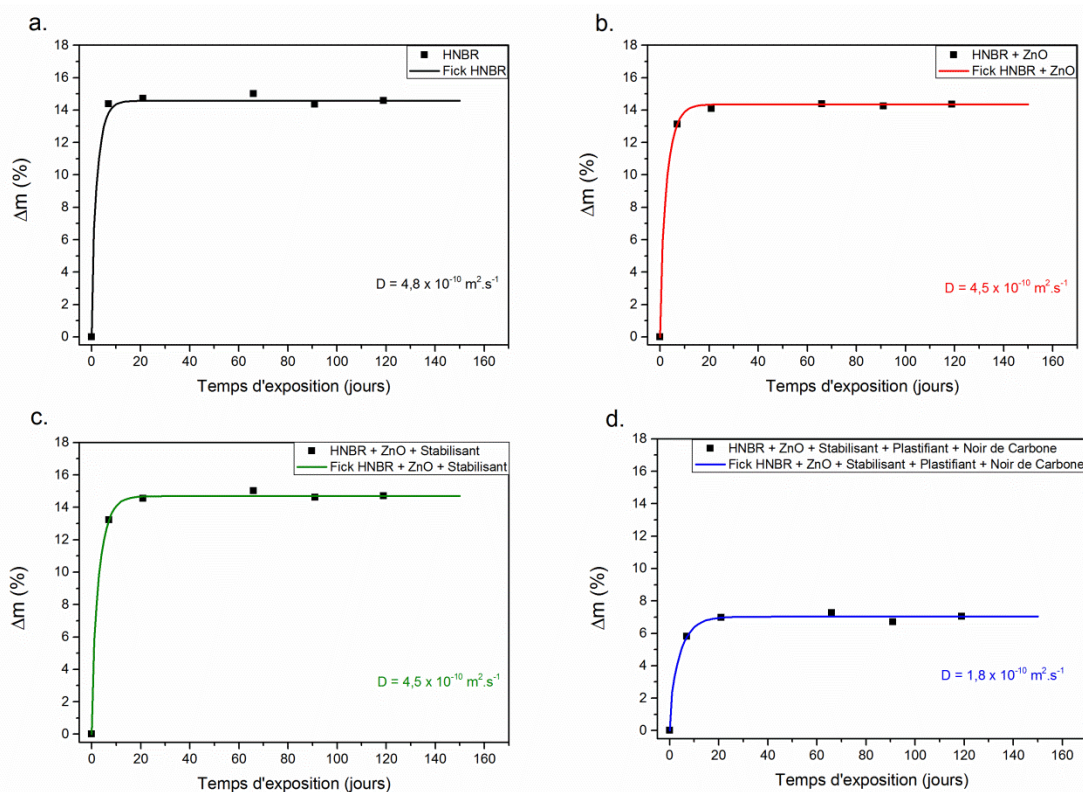 a.
18
16
14
12
10
8
6
4
2
0
Δm (%)
HNBR
Fick HNBR
D = 4,8 x 10⁻¹⁰ m².s⁻¹
0 20 40 60 80 100 120 140 160
Temps d'exposition (jours)
b.
18
16
14
12
10
8
6
4
2
0
Δm (%)
HNBR + ZnO
Fick HNBR + ZnO
D = 4,5 x 10⁻¹⁰ m².s⁻¹
0 20 40 60 80 100 120 140 160
Temps d'exposition (jours)
c.
18
16
14
12
10
8
6
4
2
0
Δm (%)
HNBR + ZnO + Stabilisant
Fick HNBR + ZnO + Stabilisant
D = 4,5 x 10⁻¹⁰ m².s⁻¹
0 20 40 60 80 100 120 140 160
Temps d'exposition (jours)
d.
18
16
14
12
10
8
6
4
2
0
Δm (%)
HNBR + ZnO + Stabilisant + Plastifiant + Noir de Carbone
Fick HNBR + ZnO + Stabilisant + Plastifiant + Noir de Carbone
D = 1,8 x 10⁻¹⁰ m².s⁻¹
0 20 40 60 80 100 120 140 160
Temps d'exposition (jours)